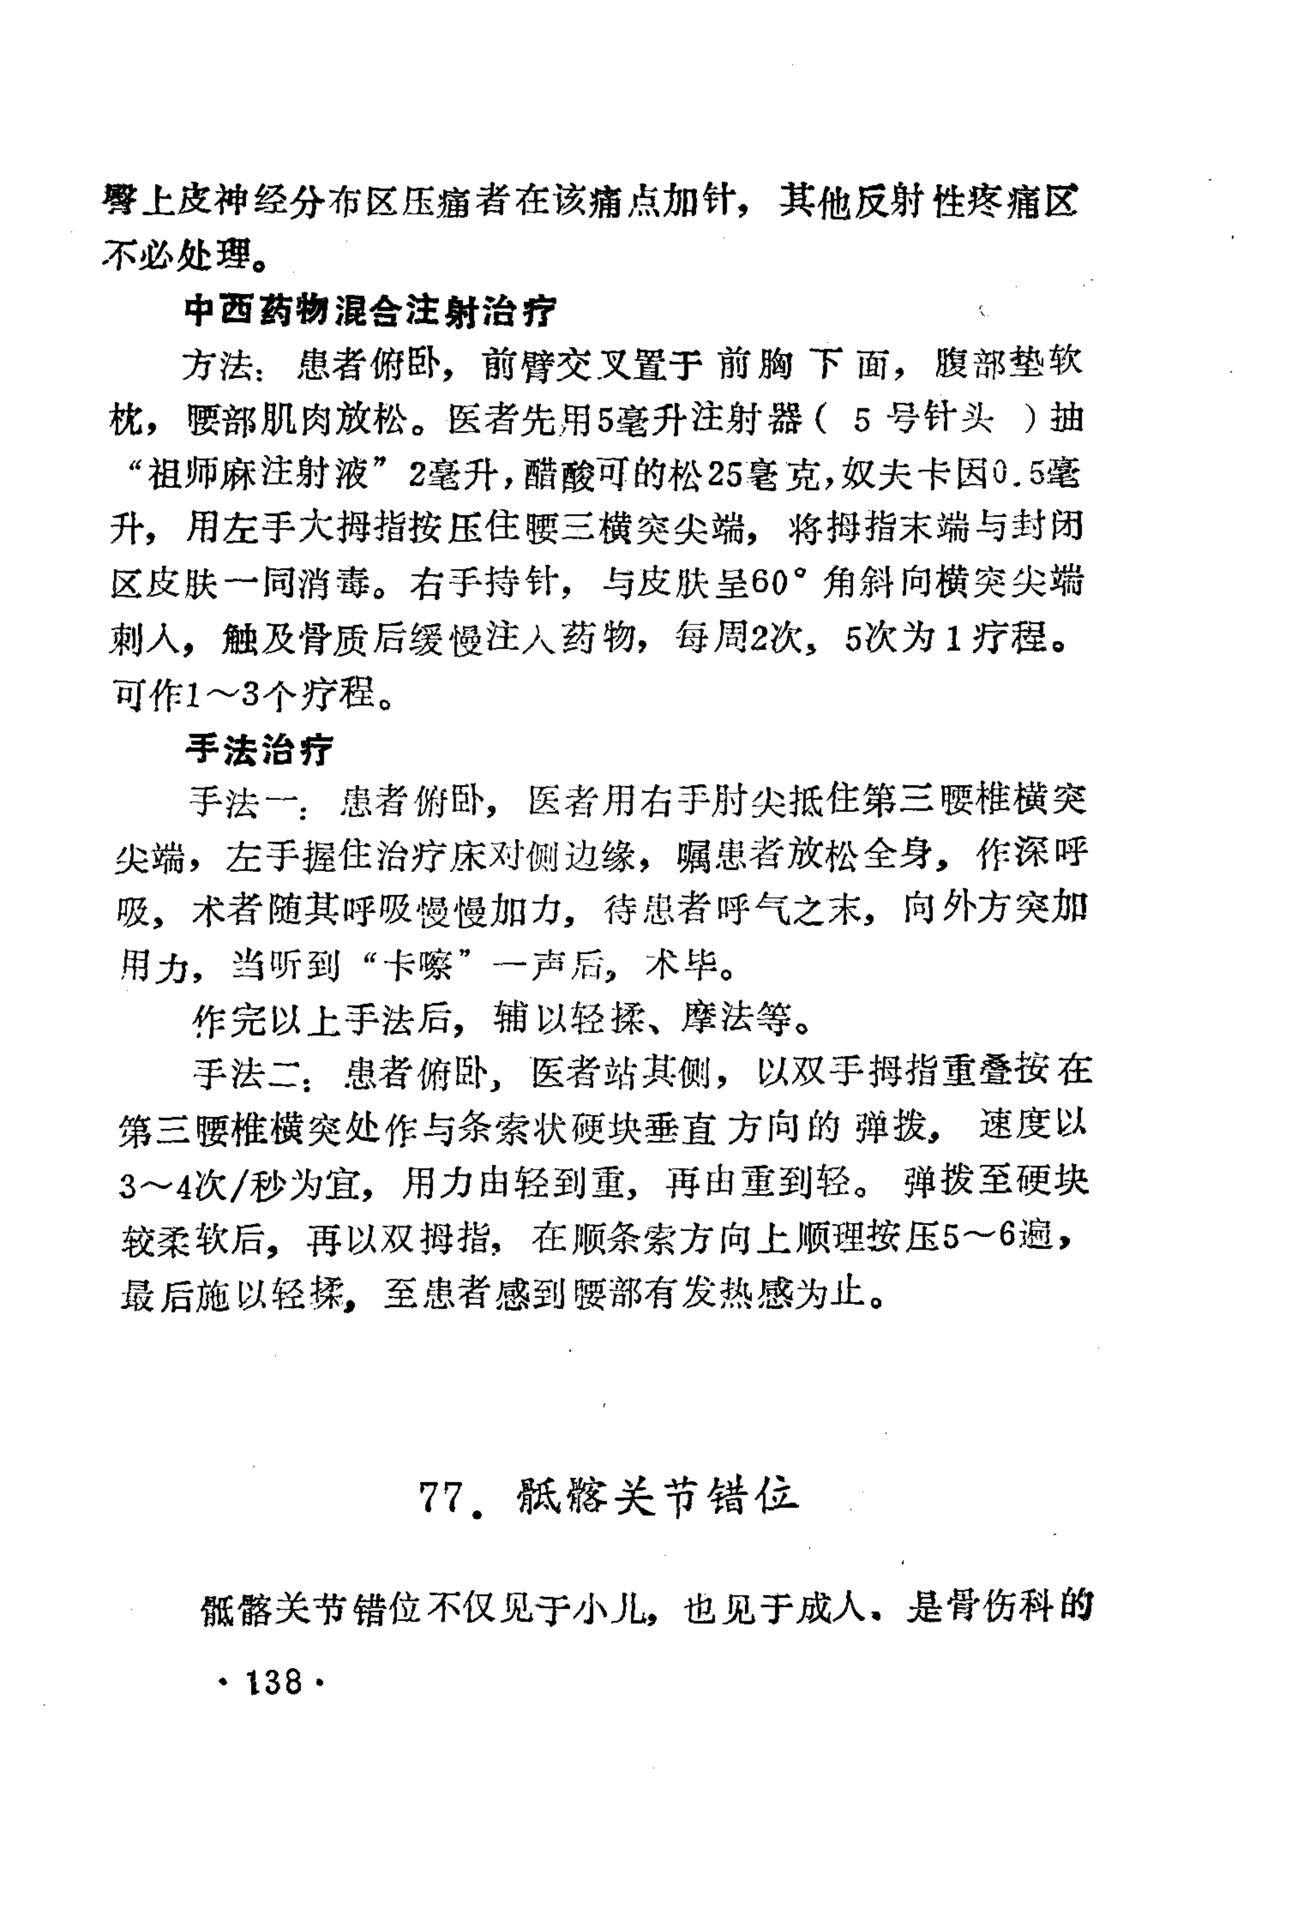 臀上皮神经分布区压痛者在该痛点加针，其他反射性疼痛区
不必处理。
中西药物混合注射治疗
方法：患者俯卧，前臂交叉置于前胸下面，腹部垫软
枕，腰部肌肉放松。医者先用5毫升注射器（5号针头）抽
“祖师麻注射液”2毫升，醋酸可的松25毫克，奴夫卡因0.5毫
升，用左手大拇指按压住腰三横突尖端，将拇指末端与封闭
区皮肤一同消毒。右手持针，与皮肤呈60°角斜向横突尖端
刺入，触及骨质后缓慢注入药物，每周2次，5次为1疗程。
可作1～3个疗程。
手法治疗
手法一：患者俯卧，医者用右手肘尖抵住第三腰椎横突
尖端，左手握住治疗床对侧边缘，嘱患者放松全身，作深呼
吸，术者随其呼吸慢慢加力，待患者呼气之末，向外方突加
用力，当听到“卡嚓”一声后，术毕。
作完以上手法后，辅以轻揉、摩法等。
手法二：患者俯卧，医者站其侧，以双手拇指重叠按在
第三腰椎横突处作与条索状硬块垂直方向的弹拨，速度以
3～4次/秒为宜，用力由轻到重，再由重到轻。弹拨至硬块
较柔软后，再以双拇指，在顺条索方向上顺理按压5～6遍，
最后施以轻揉，至患者感到腰部有发热感为止。
77．骶髂关节错位
骶髂关节错位不仅见于小儿，也见于成人、是骨伤科的
·138·